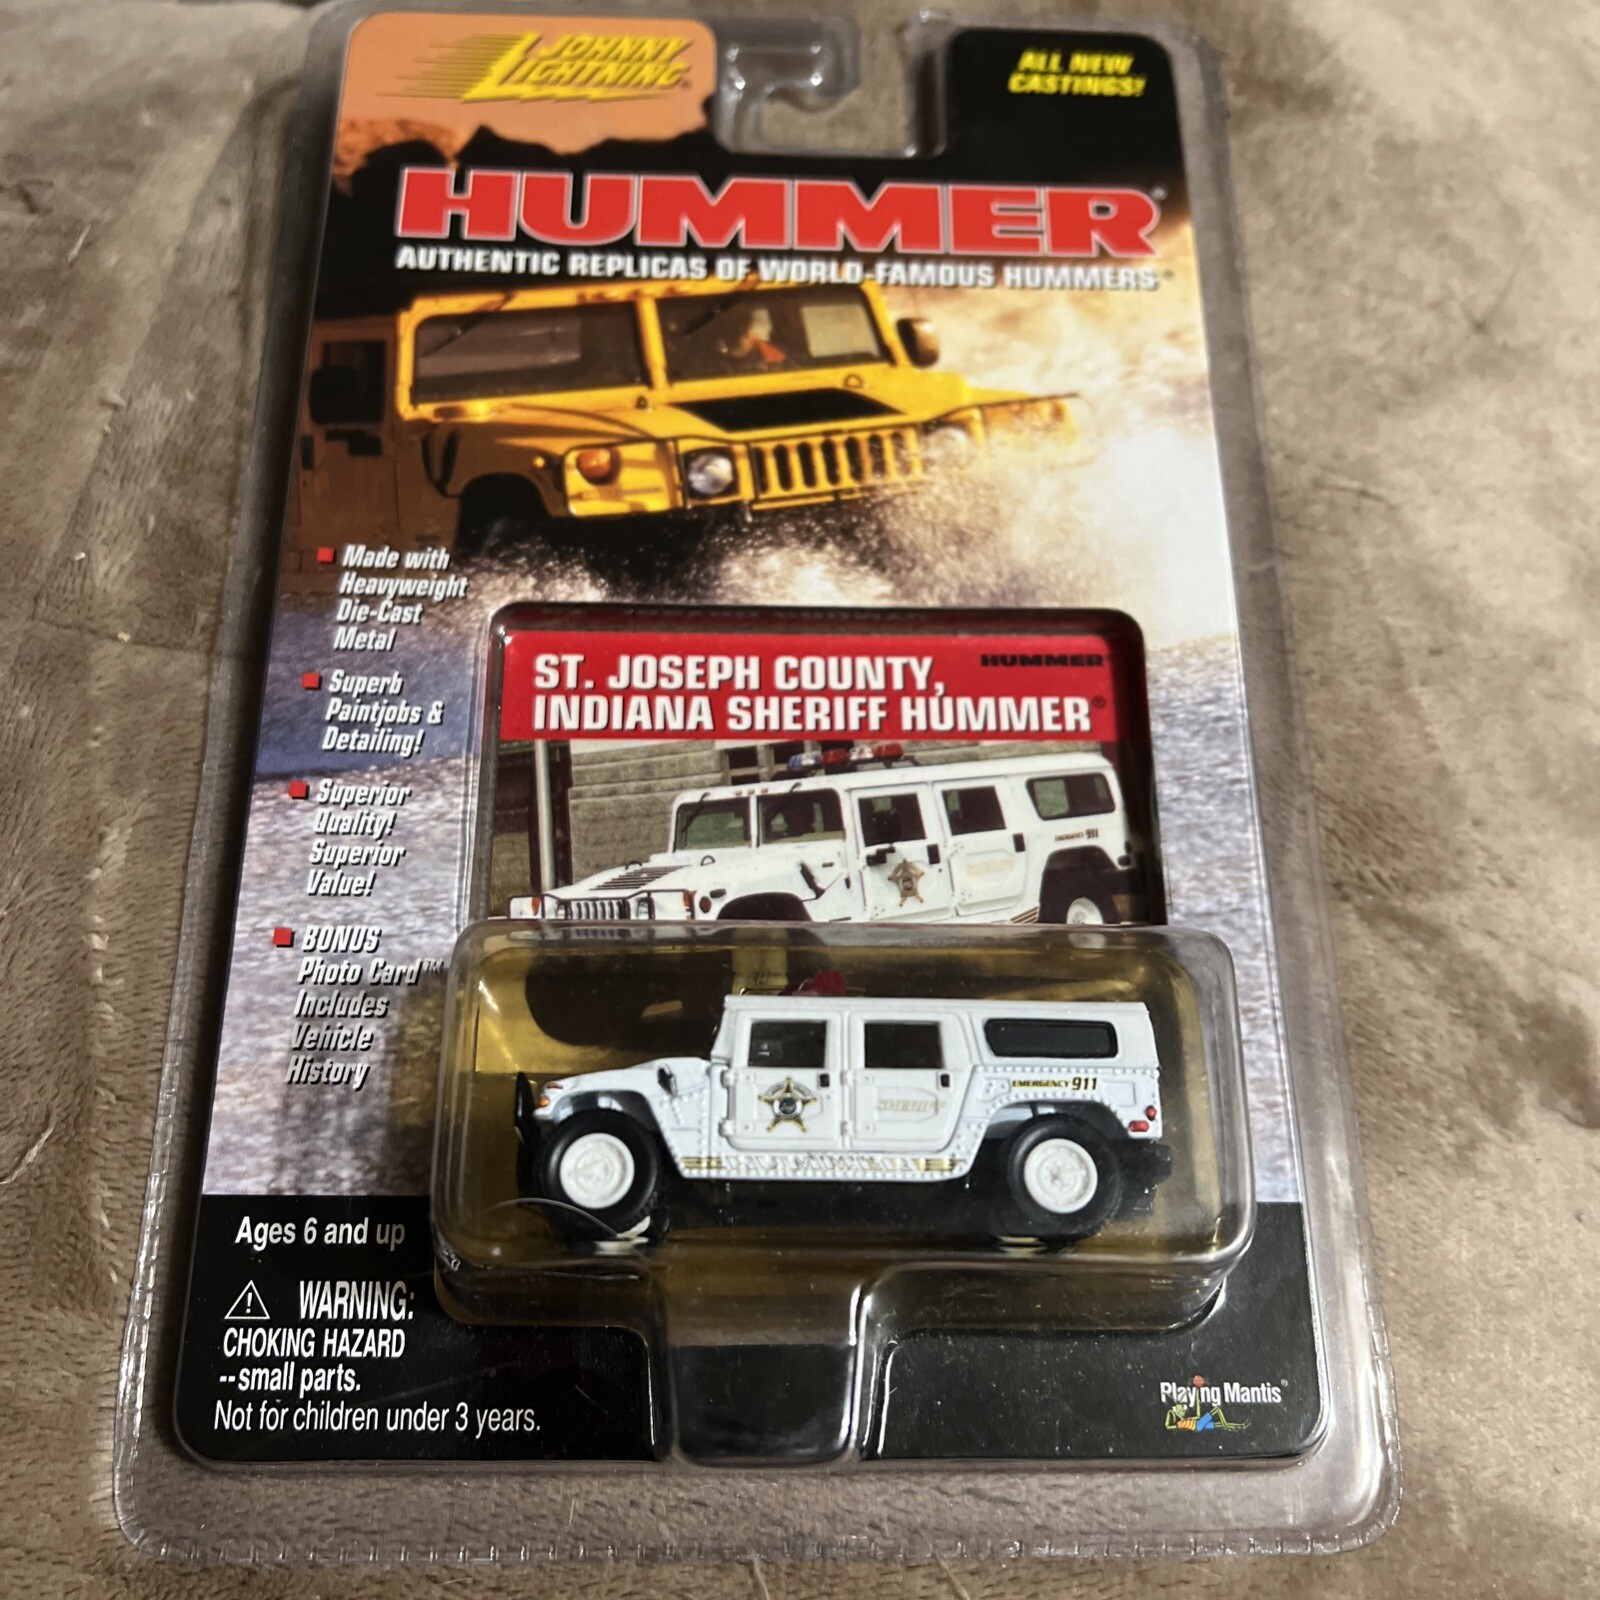 JOHNNY
LIGHTNING®
ALL NEW
CASTINGS!
HUMMER®
AUTHENTIC REPLICAS OF WORLD-FAMOUS HUMMERS®
Made with
Heavyweight
Die-Cast
Metal
Superb
Paintjobs &
Detailing!
Superior
Quality!
Superior
Value!
BONUS
Photo Card™
Includes
Vehicle
History
ST. JOSEPH COUNTY,
INDIANA SHERIFF HUMMER®
HUMMER
EMERGENCY 911
EMERGENCY 911
SHERIFF
Ages 6 and up
WARNING:
CHOKING HAZARD
--small parts.
Not for children under 3 years.
Playing Mantis®